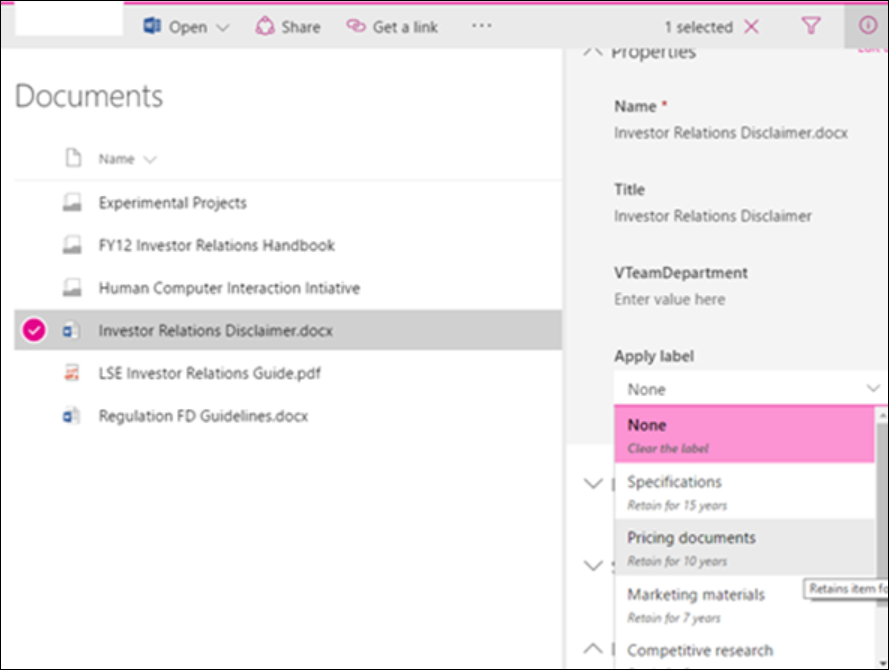 Open
Share
Get a link
...
1 selected
Properties
Documents
Name
Name *
Investor Relations Disclaimer.docx
Experimental Projects
Title
Investor Relations Disclaimer
FY12 Investor Relations Handbook
VTeamDepartment
Human Computer Interaction Intiative
Enter value here
Investor Relations Disclaimer.docx
Apply label
LSE Investor Relations Guide.pdf
None
Regulation FD Guidelines.docx
None
Clear the label
Specifications
Retain for 15 years
Pricing documents
Retain for 10 years
Retains item fo
Marketing materials
Retain for 7 years
Competitive research